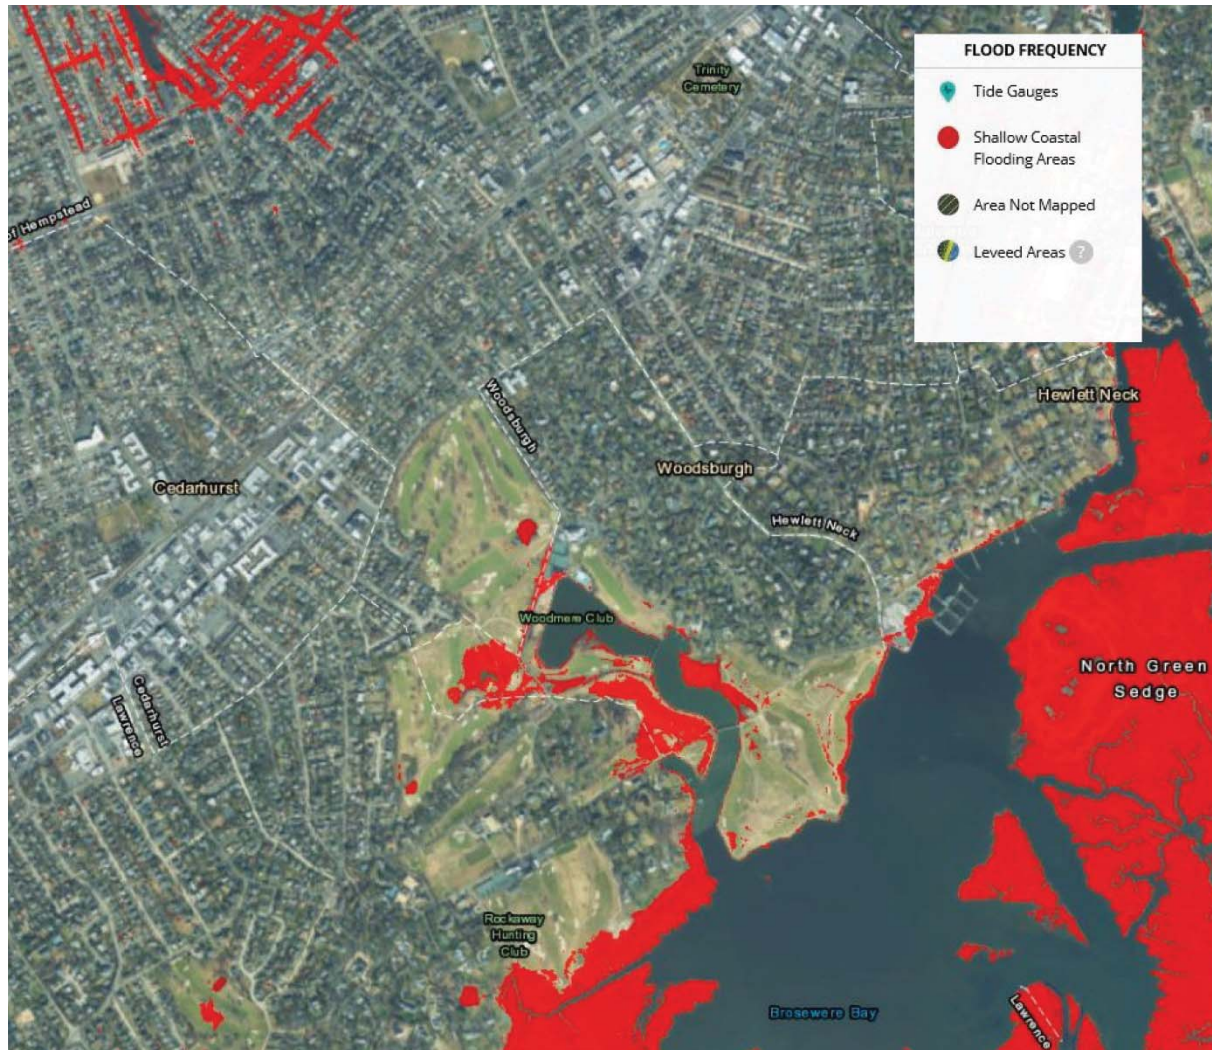 FLOOD FREQUENCY
Tide Gauges
Shallow Coastal
Flooding Areas
Area Not Mapped
Leveed Areas ?
Trinity
Cemetery
of Hempstead
Hewlett Neck
Woodsburgh
Woodsburgh
Cedarhurst
Hewlett Neck
Woodmere Club
North Green
Sedge
Cedarhurst
Lawrence
Rockaway
Hunting
Club
Brosewere Bay
Lawrence